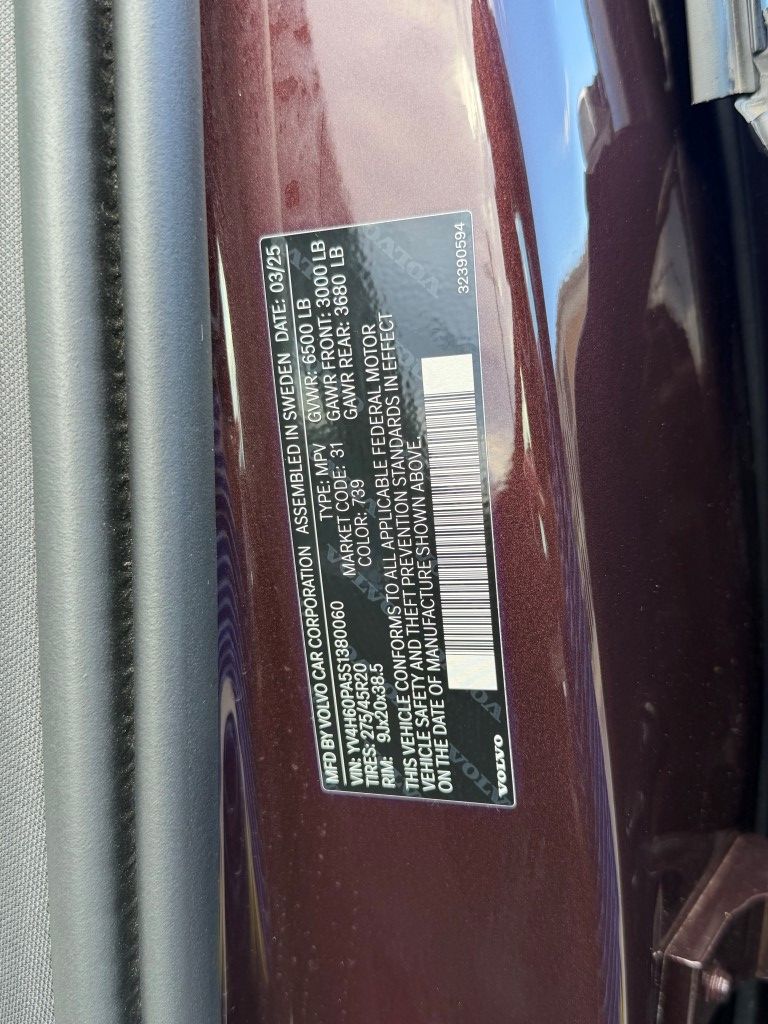 MFD BY VOLVO CAR CORPORATION ASSEMBLED IN SWEDEN DATE: 03/25
VIN: YV4H60PA5S1380060 TYPE: MPV GVWR: 6500 LB
TIRES: 275/45R20 MARKET CODE: 31 GAWR FRONT: 3000 LB
RIM: 9Jx20x38.5 COLOR: 739 GAWR REAR: 3680 LB
THIS VEHICLE CONFORMS TO ALL APPLICABLE FEDERAL MOTOR
VEHICLE SAFETY AND THEFT PREVENTION STANDARDS IN EFFECT
ON THE DATE OF MANUFACTURE SHOWN ABOVE.
VOLVO 32390594